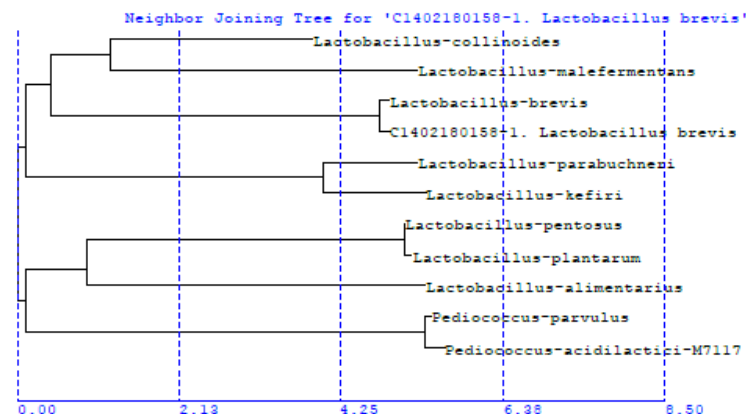 Neighbor Joining Tree for 'C1402180158-1. Lactobacillus brevis'
Lactobacillus-collinoides
Lactobacillus-malefermentans
Lactobacillus-brevis
C1402180158-1. Lactobacillus brevis
Lactobacillus-parabuchneri
Lactobacillus-kefiri
Lactobacillus-pentosus
Lactobacillus-plantarum
Lactobacillus-alimentarius
Pediococcus-parvulus
Pediococcus-acidilactici-M7117
0.00 2.13 4.25 6.38 8.50